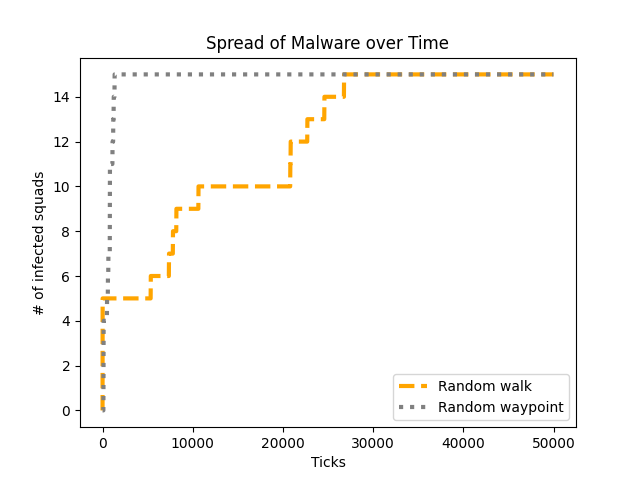 Spread of Malware over Time
# of infected squads
14
12
10
8
6
4
2
0
0 10000 20000 30000 40000 50000
Ticks
Random walk
Random waypoint